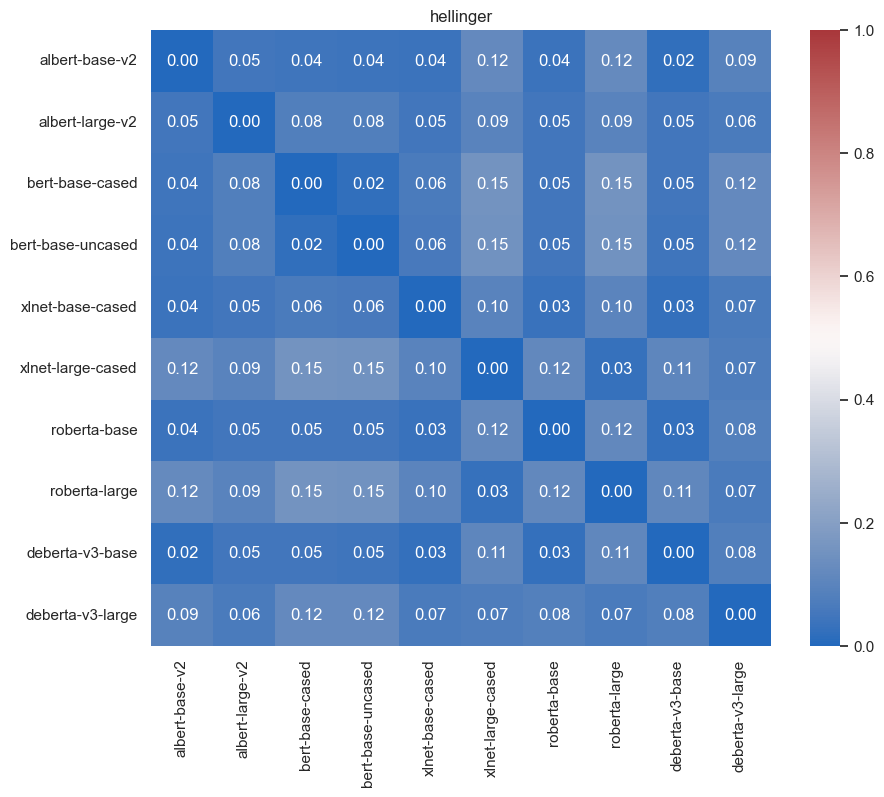 hellinger
albert-base-v2 0.00 0.05 0.04 0.04 0.04 0.12 0.04 0.12 0.02 0.09
albert-large-v2 0.05 0.00 0.08 0.08 0.05 0.09 0.05 0.09 0.05 0.06
bert-base-cased 0.04 0.08 0.00 0.02 0.06 0.15 0.05 0.15 0.05 0.12
bert-base-uncased 0.04 0.08 0.02 0.00 0.06 0.15 0.05 0.15 0.05 0.12
xlnet-base-cased 0.04 0.05 0.06 0.06 0.00 0.10 0.03 0.10 0.03 0.07
xlnet-large-cased 0.12 0.09 0.15 0.15 0.10 0.00 0.12 0.03 0.11 0.07
roberta-base 0.04 0.05 0.05 0.05 0.03 0.12 0.00 0.12 0.03 0.08
roberta-large 0.12 0.09 0.15 0.15 0.10 0.03 0.12 0.00 0.11 0.07
deberta-v3-base 0.02 0.05 0.05 0.05 0.03 0.11 0.03 0.11 0.00 0.08
deberta-v3-large 0.09 0.06 0.12 0.12 0.07 0.07 0.08 0.07 0.08 0.00
albert-base-v2
albert-large-v2
bert-base-cased
bert-base-uncased
xlnet-base-cased
xlnet-large-cased
roberta-base
roberta-large
deberta-v3-base
deberta-v3-large
1.0
0.8
0.6
0.4
0.2
0.0